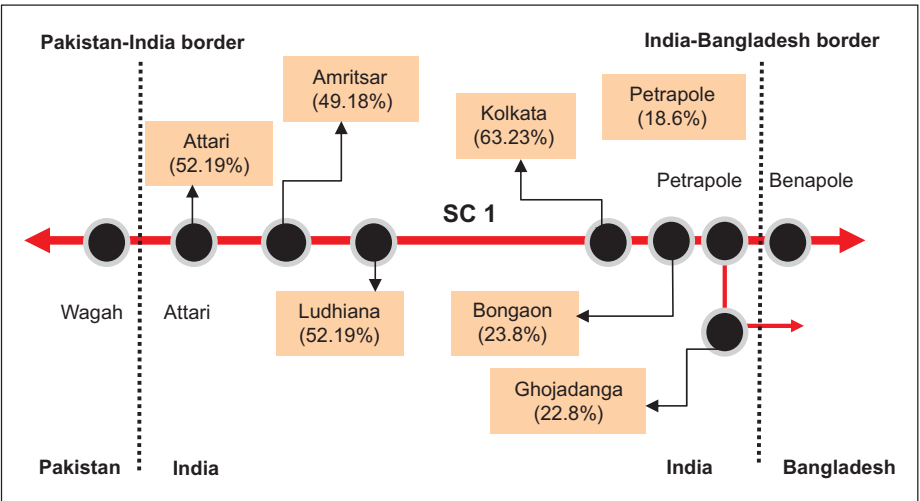 Pakistan-India border
India-Bangladesh border
Amritsar
(49.18%)
Attari
(52.19%)
Kolkata
(63.23%)
Petrapole
(18.6%)
Petrapole
Benapole
SC 1
Wagah
Attari
Ludhiana
(52.19%)
Bongaon
(23.8%)
Ghojadanga
(22.8%)
Pakistan
India
India
Bangladesh